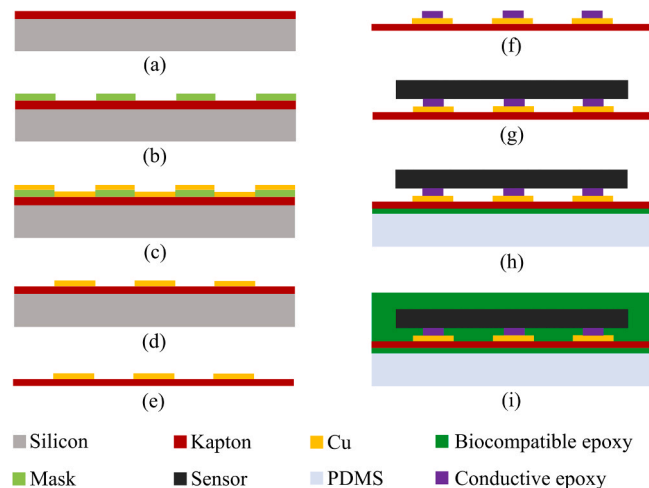 (a)
(b)
(c)
(d)
(e)
(f)
(g)
(h)
(i)
Silicon Kapton Cu Biocompatible epoxy
Mask Sensor PDMS Conductive epoxy